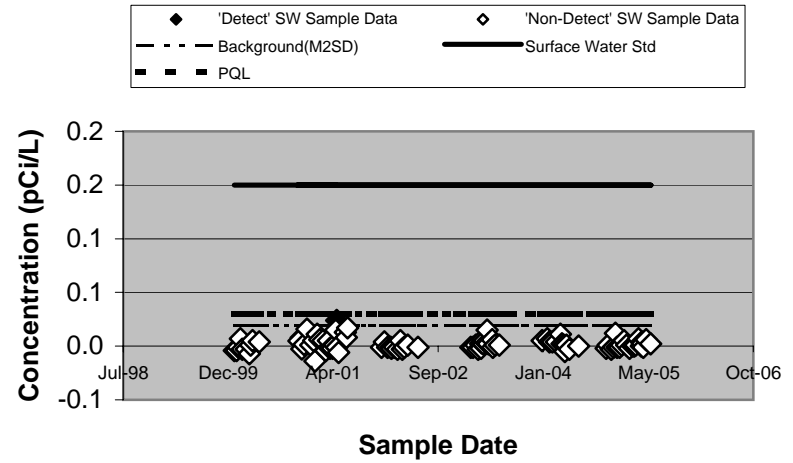 'Detect' SW Sample Data 'Non-Detect' SW Sample Data
Background(M2SD) Surface Water Std
PQL
Concentration (pCi/L)
0.2
0.2
0.1
0.1
0.0
-0.1
Jul-98 Dec-99 Apr-01 Sep-02 Jan-04 May-05 Oct-06
Sample Date